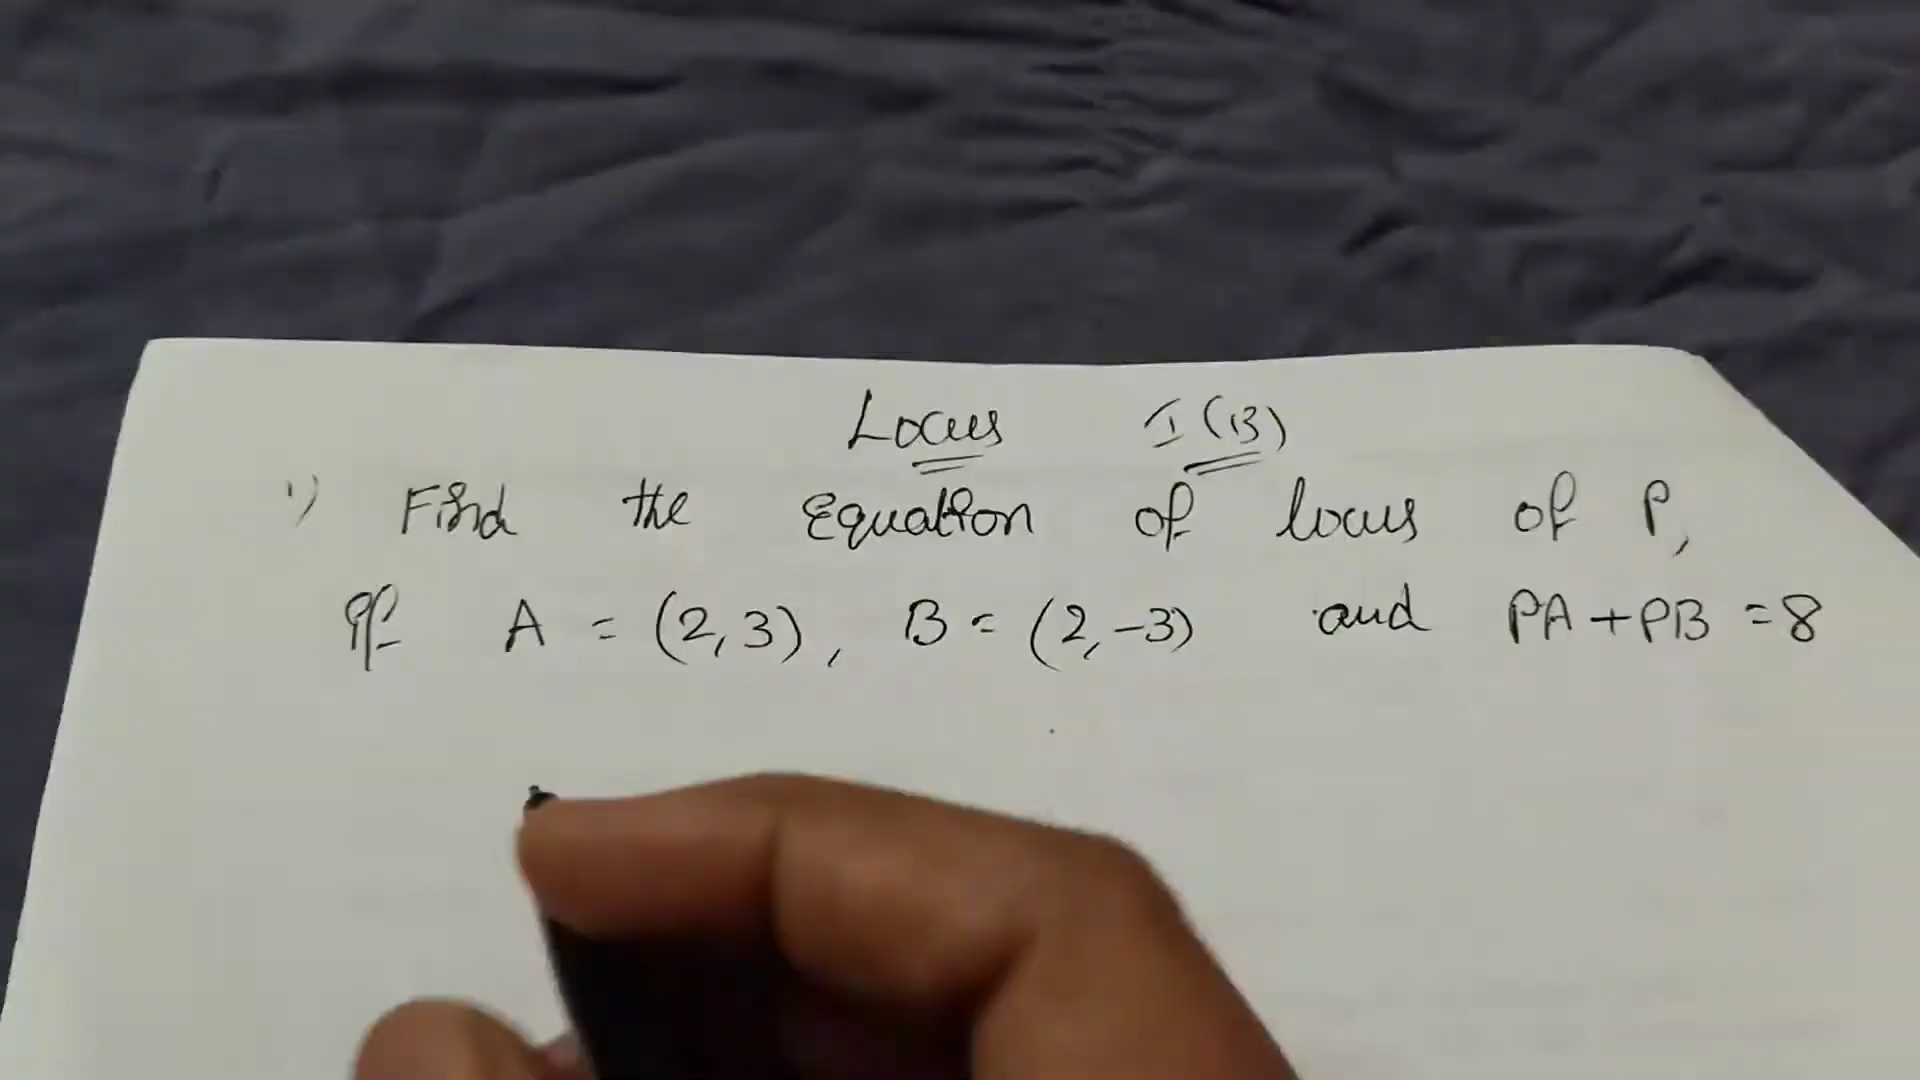 Locus I(B)
1) Find the Equation of locus of P,
If A = (2,3), B = (2,-3) and PA+PB =8